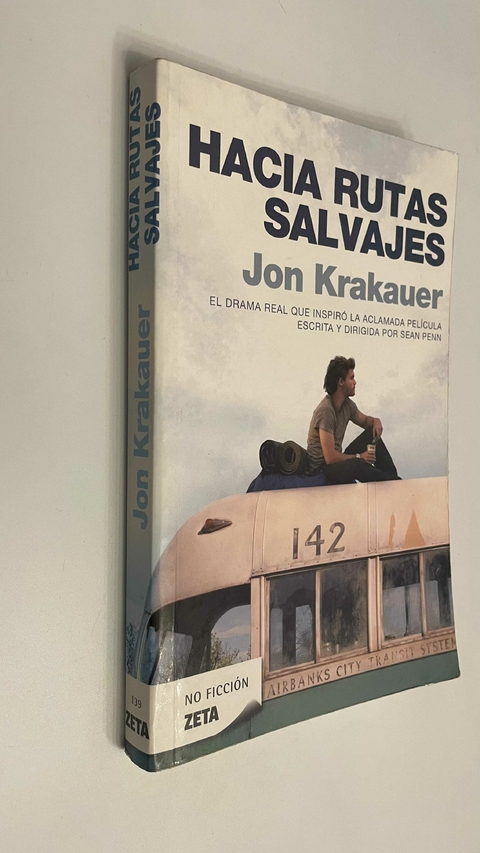 HACIA RUTAS
SALVAJES
Jon Krakauer
139
ZETA
HACIA RUTAS
SALVAJES
Jon Krakauer
EL DRAMA REAL QUE INSPIRÓ LA ACLAMADA PELÍCULA
ESCRITA Y DIRIGIDA POR SEAN PENN
142
AIRBANKS CITY TRANSIT SYSTEM
NO FICCIÓN
ZETA